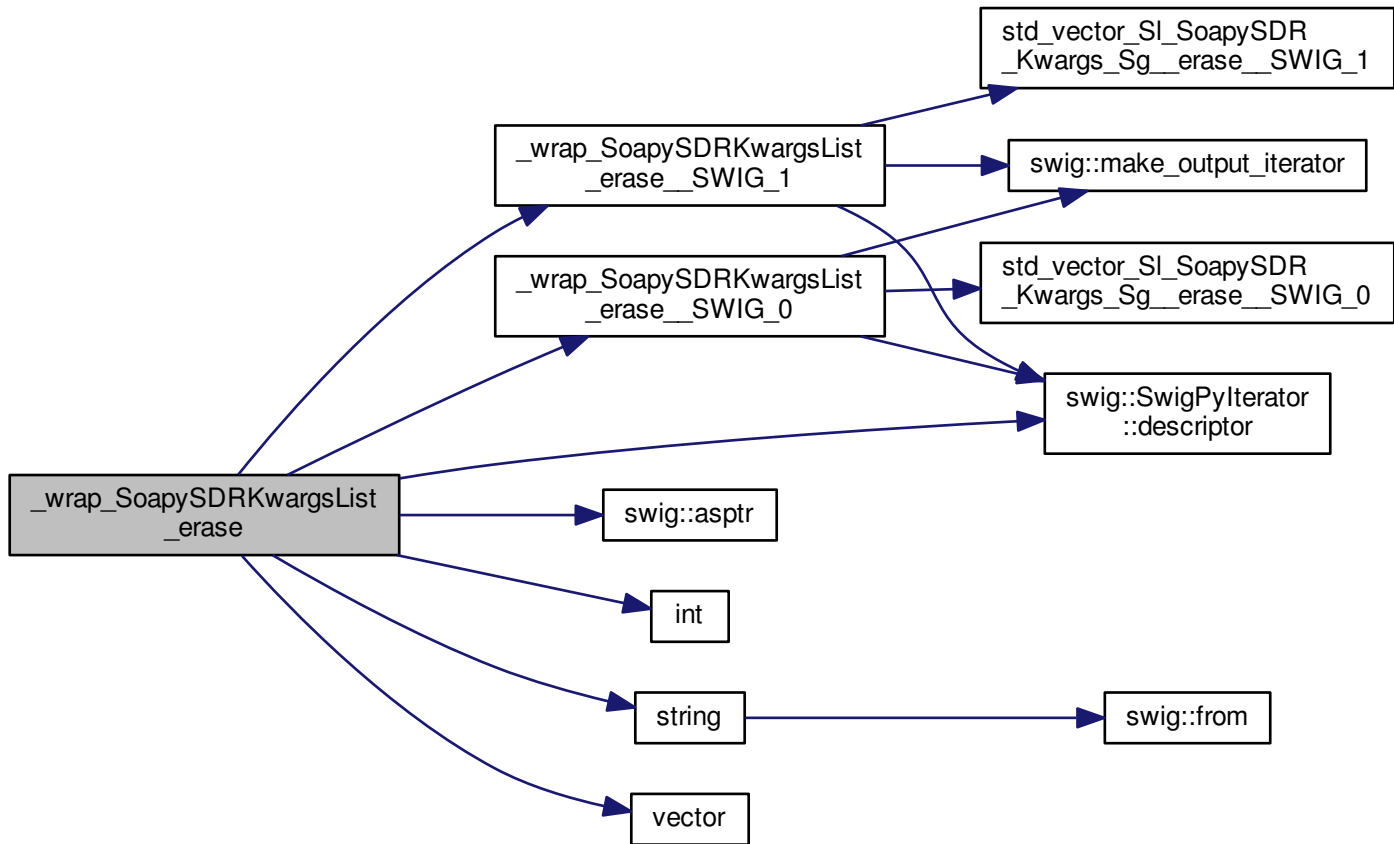 std_vector_Sl_SoapySDR
_Kwargs_Sg__erase__SWIG_1
_wrap_SoapySDRKwargsList
_erase__SWIG_1
swig::make_output_iterator
_wrap_SoapySDRKwargsList
_erase__SWIG_0
std_vector_Sl_SoapySDR
_Kwargs_Sg__erase__SWIG_0
swig::SwigPyIterator
::descriptor
_wrap_SoapySDRKwargsList
_erase
swig::asptr
int
string
swig::from
vector